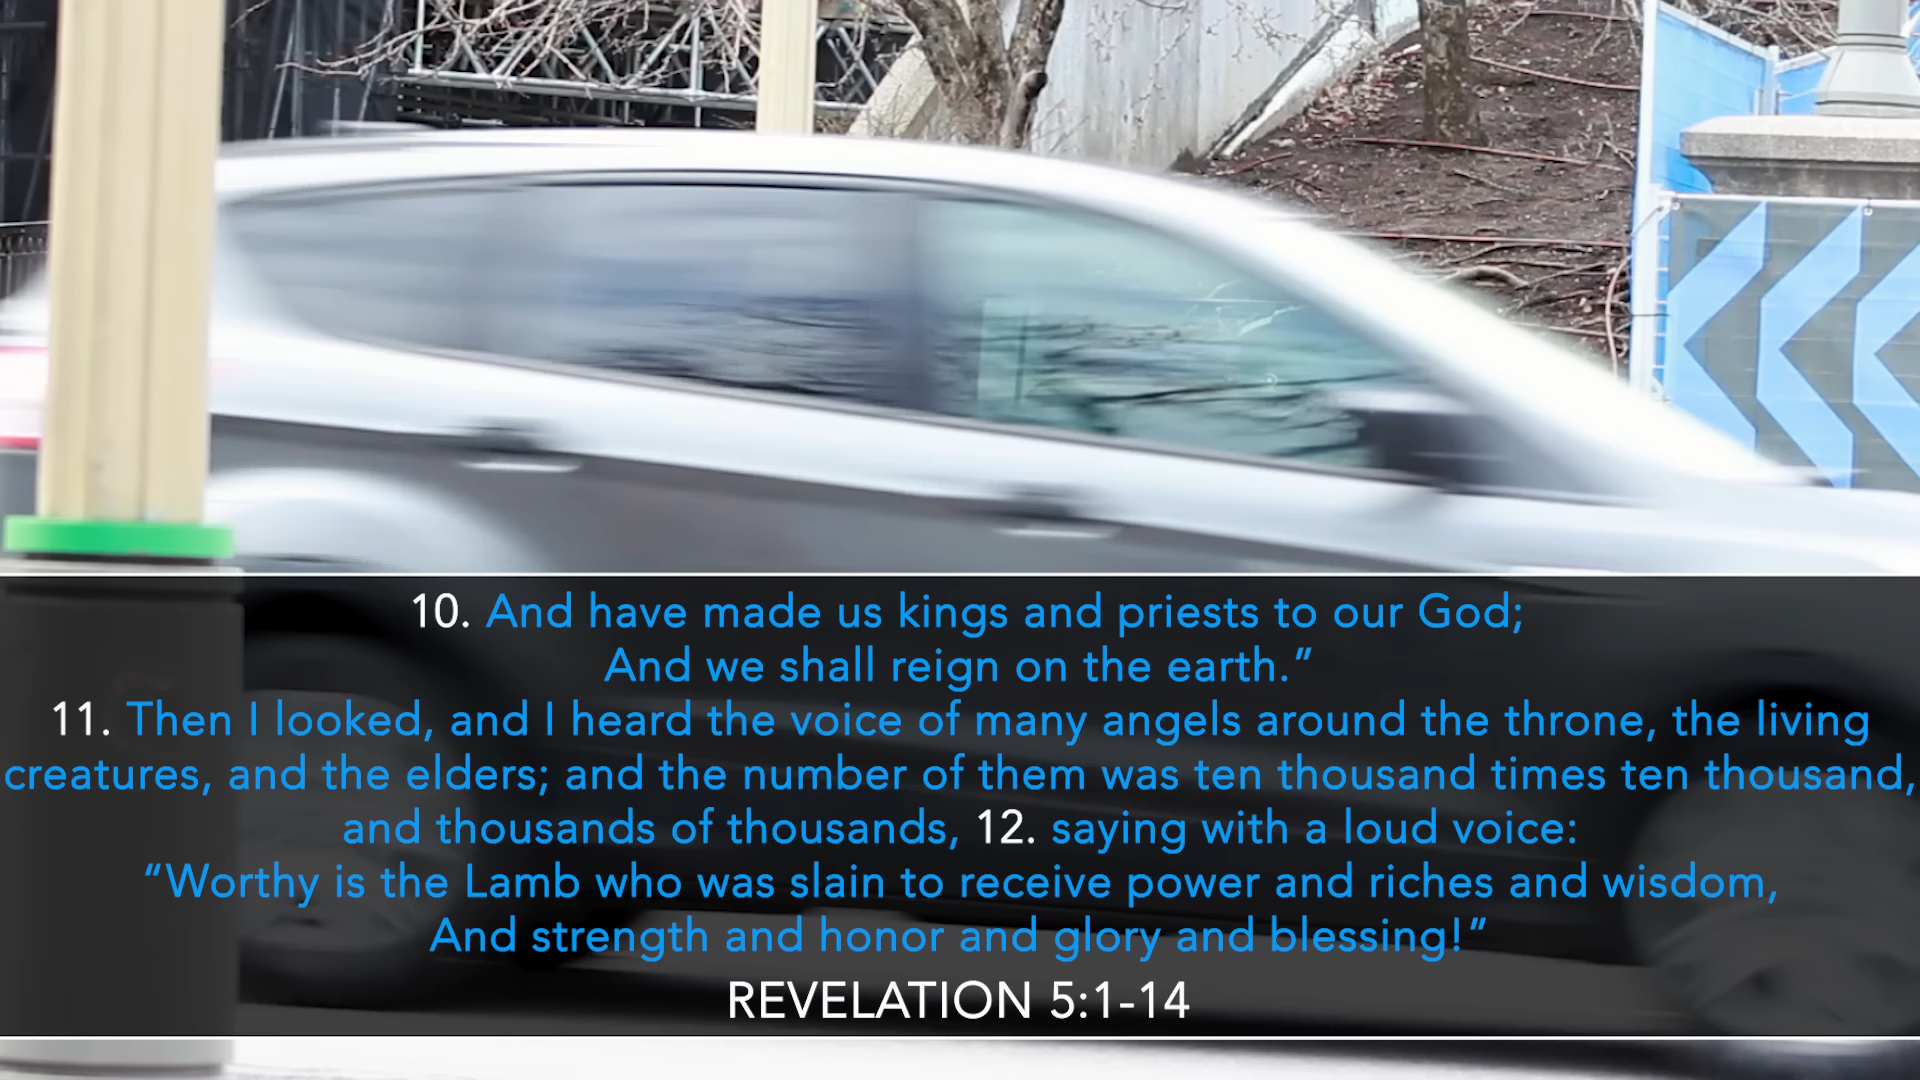 10. And have made us kings and priests to our God;
And we shall reign on the earth.”
11. Then I looked, and I heard the voice of many angels around the throne, the living
creatures, and the elders; and the number of them was ten thousand times ten thousand,
and thousands of thousands, 12. saying with a loud voice:
“Worthy is the Lamb who was slain to receive power and riches and wisdom,
And strength and honor and glory and blessing!”
REVELATION 5:1-14